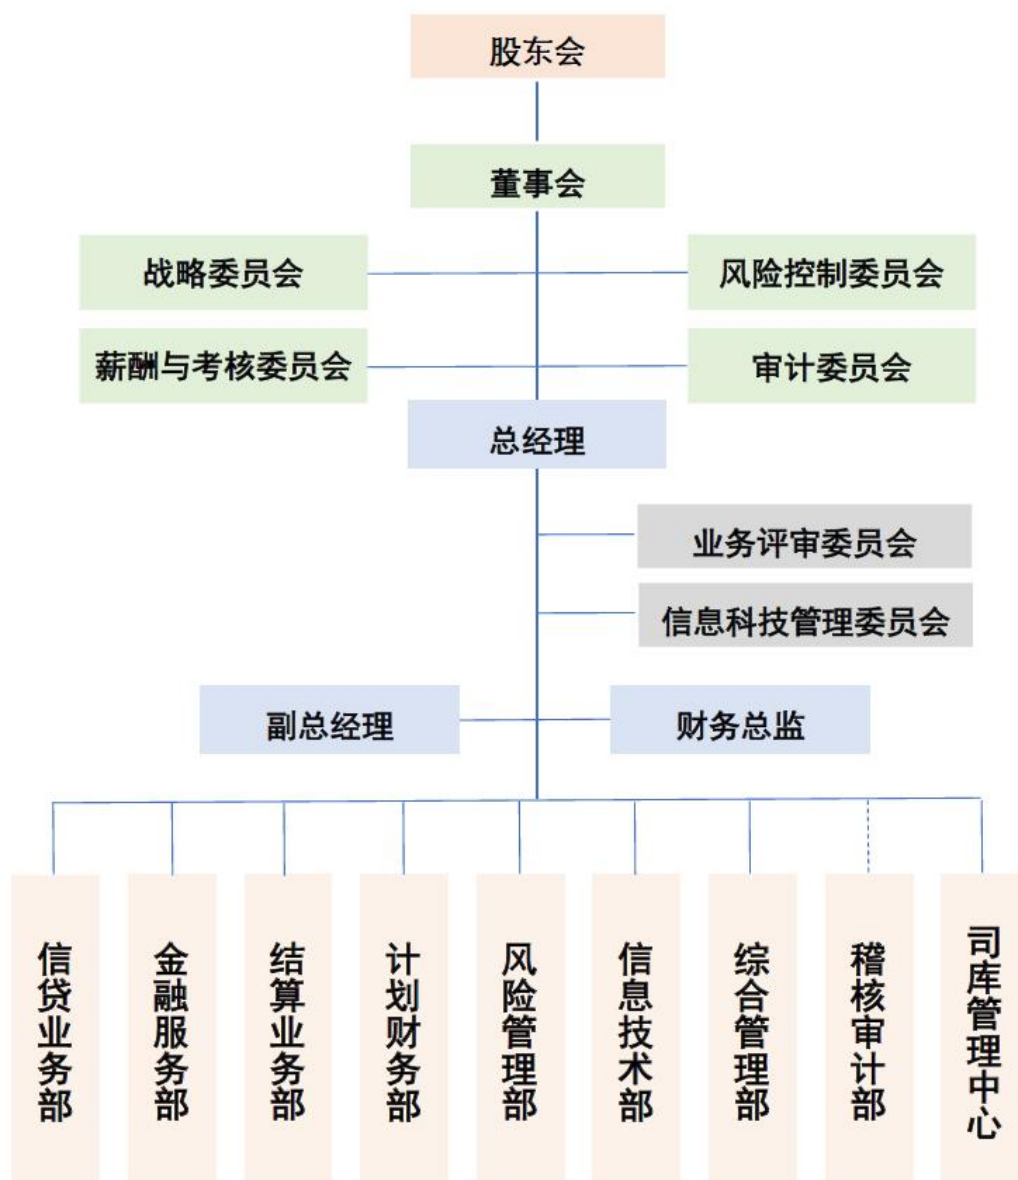 股东会
董事会
战略委员会
风险控制委员会
薪酬与考核委员会
审计委员会
总经理
业务评审委员会
信息科技管理委员会
副总经理
财务总监
信贷业务部
金融服务部
结算业务部
计划财务部
风险管理部
信息技术部
综合管理部
稽核审计部
司库管理中心